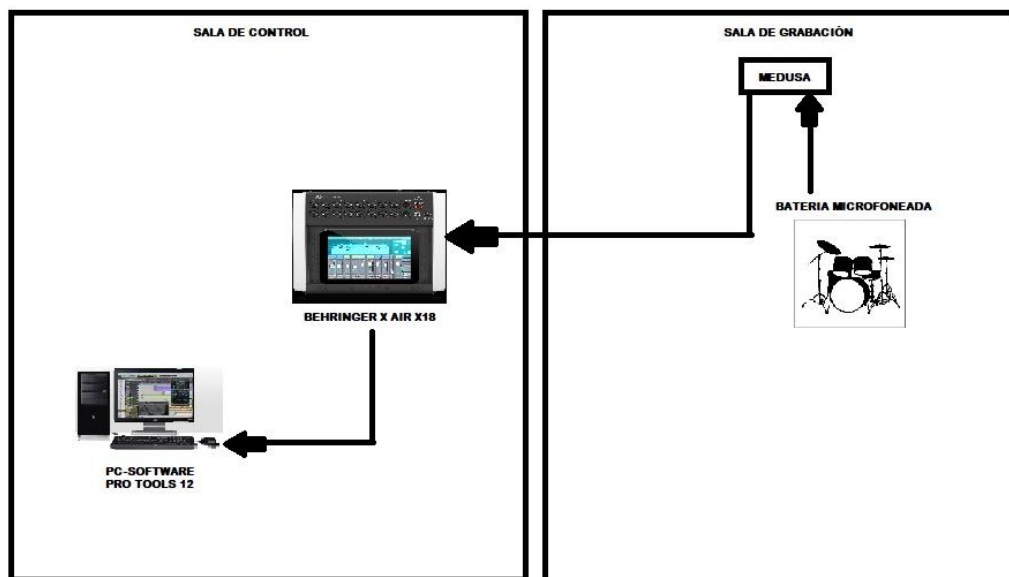 SALA DE CONTROL
SALA DE GRABACIÓN
MEDUSA
BATERIA MICROFONEADA
BEHRINGER X AIR X18
PC-SOFTWARE
PRO TOOLS 12